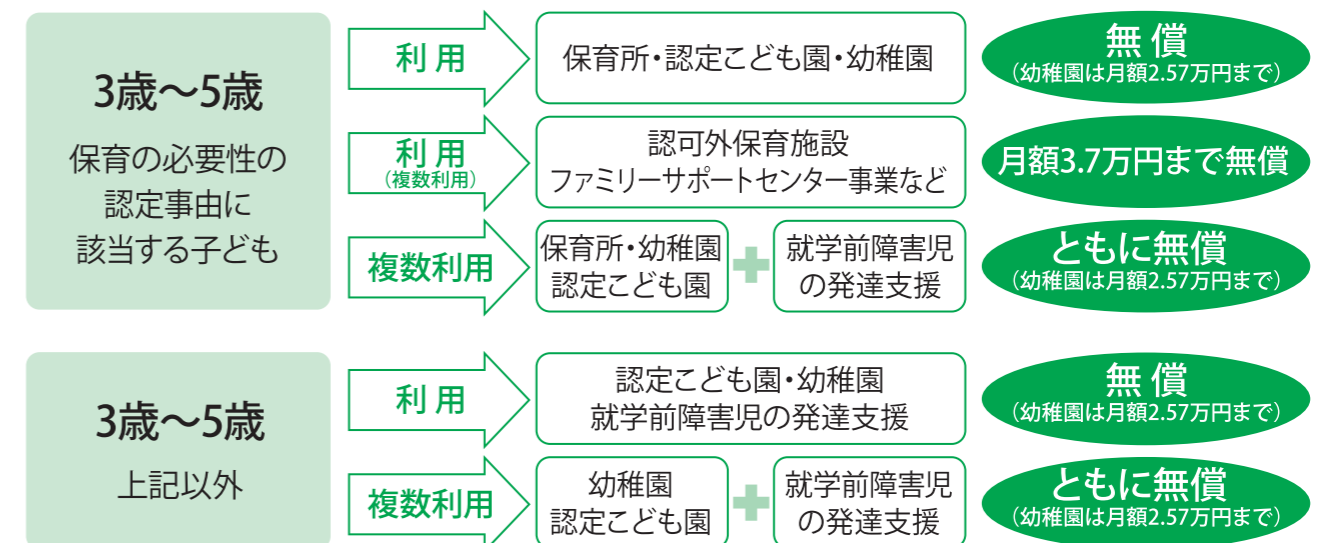 3歳～5歳
保育の必要性の
認定事由に
該当する子ども
利用
保育所・認定こども園・幼稚園
無償
(幼稚園は月額2.57万円まで)
利用
(複数利用)
認可外保育施設
ファミリーサポートセンター事業など
月額3.7万円まで無償
複数利用
保育所・幼稚園
認定こども園
就学前障害児
の発達支援
ともに無償
(幼稚園は月額2.57万円まで)
3歳～5歳
上記以外
利用
認定こども園・幼稚園
就学前障害児の発達支援
無償
(幼稚園は月額2.57万円まで)
複数利用
幼稚園
認定こども園
就学前障害児
の発達支援
ともに無償
(幼稚園は月額2.57万円まで)